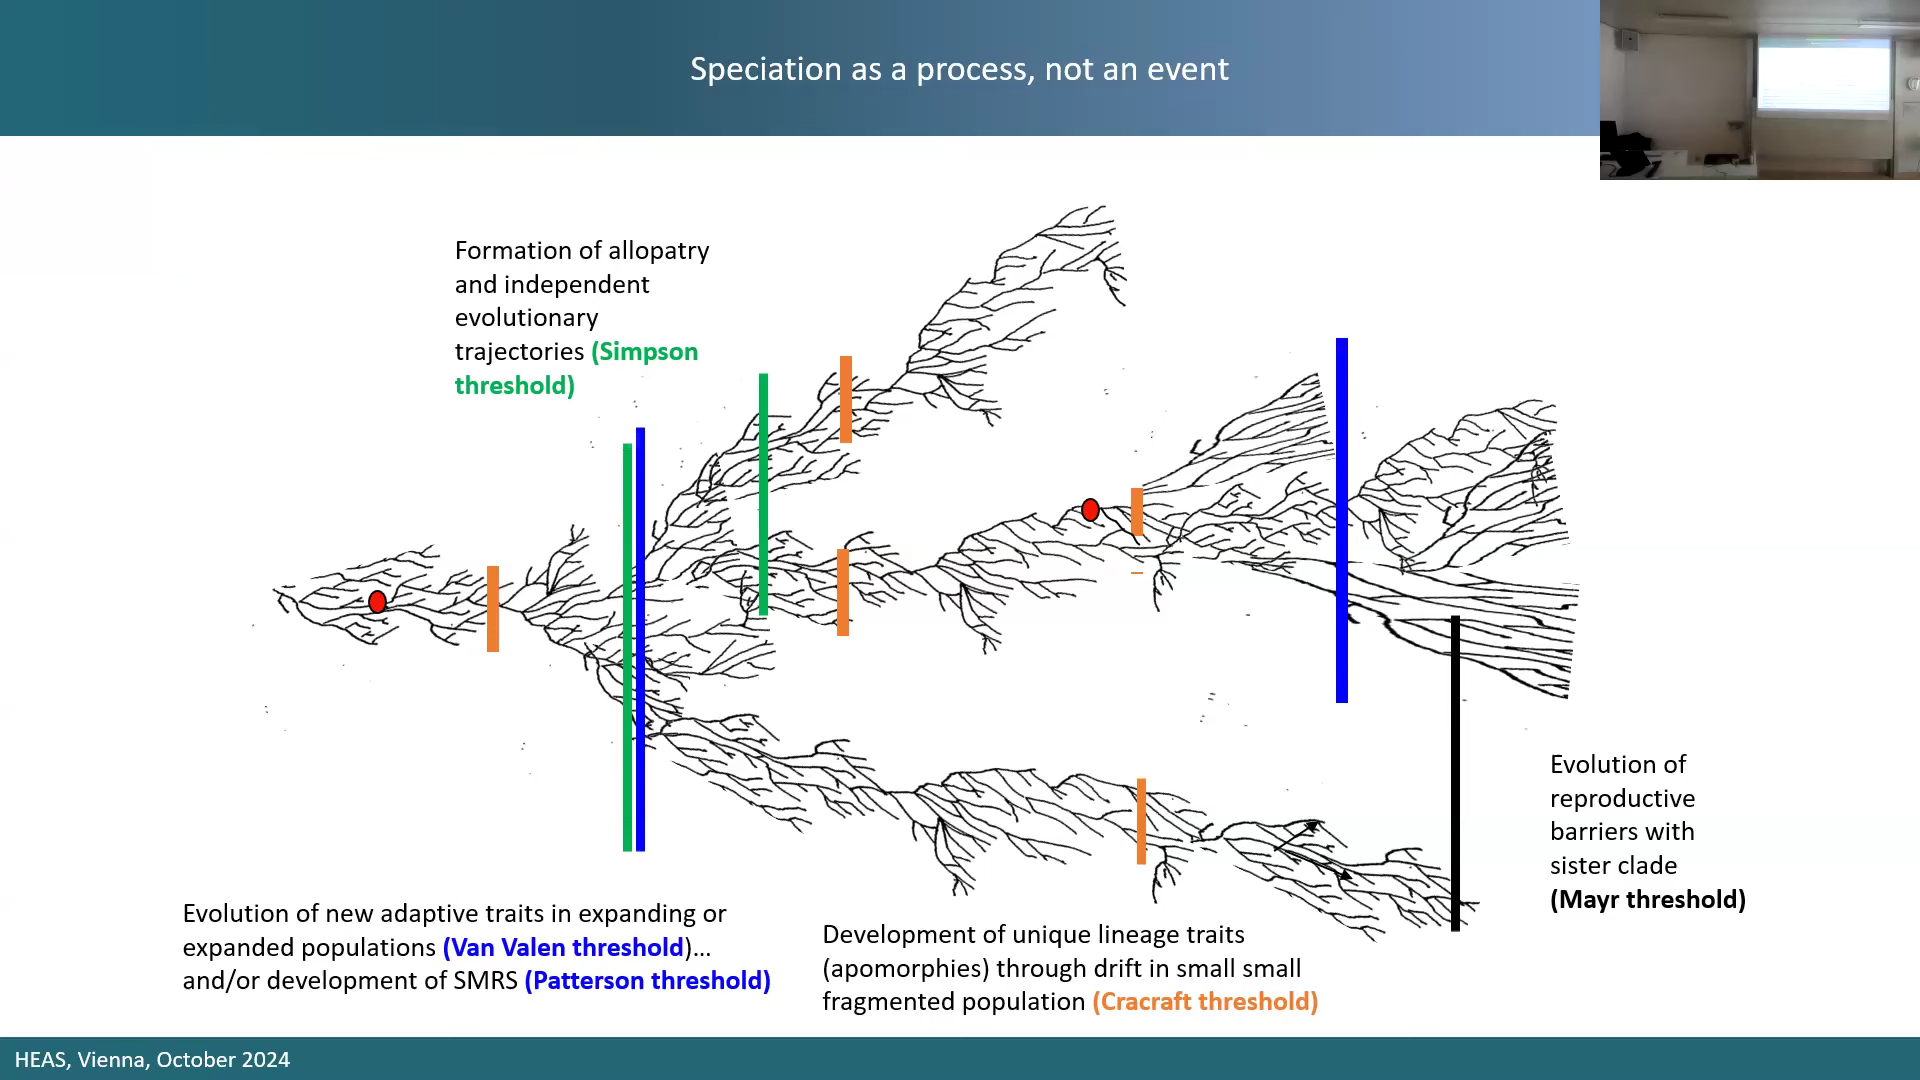 Speciation as a process, not an event
Formation of allopatry
and independent
evolutionary
trajectories (Simpson
threshold)
Evolution of
reproductive
barriers with
sister clade
(Mayr threshold)
Evolution of new adaptive traits in expanding or
expanded populations (Van Valen threshold)...
and/or development of SMRS (Patterson threshold)
Development of unique lineage traits
(apomorphies) through drift in small small
fragmented population (Cracraft threshold)
HEAS, Vienna, October 2024